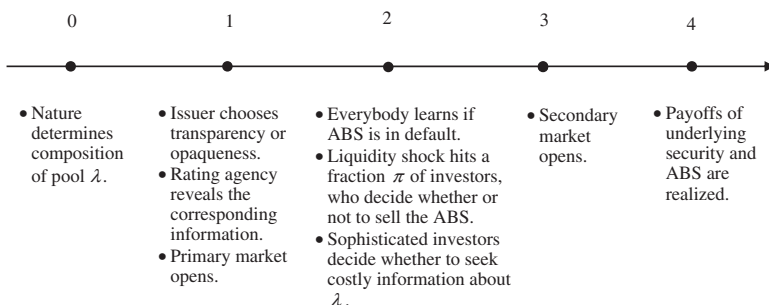 0 1 2 3 4
• Nature
determines
composition
of pool λ.
• Issuer chooses
transparency or
opaqueness.
• Rating agency
reveals the
corresponding
information.
• Primary market
opens.
• Everybody learns if
ABS is in default.
• Liquidity shock hits a
fraction π of investors,
who decide whether or
not to sell the ABS.
• Sophisticated investors
decide whether to seek
costly information about
λ.
• Secondary
market
opens.
• Payoffs of
underlying
security and
ABS are
realized.